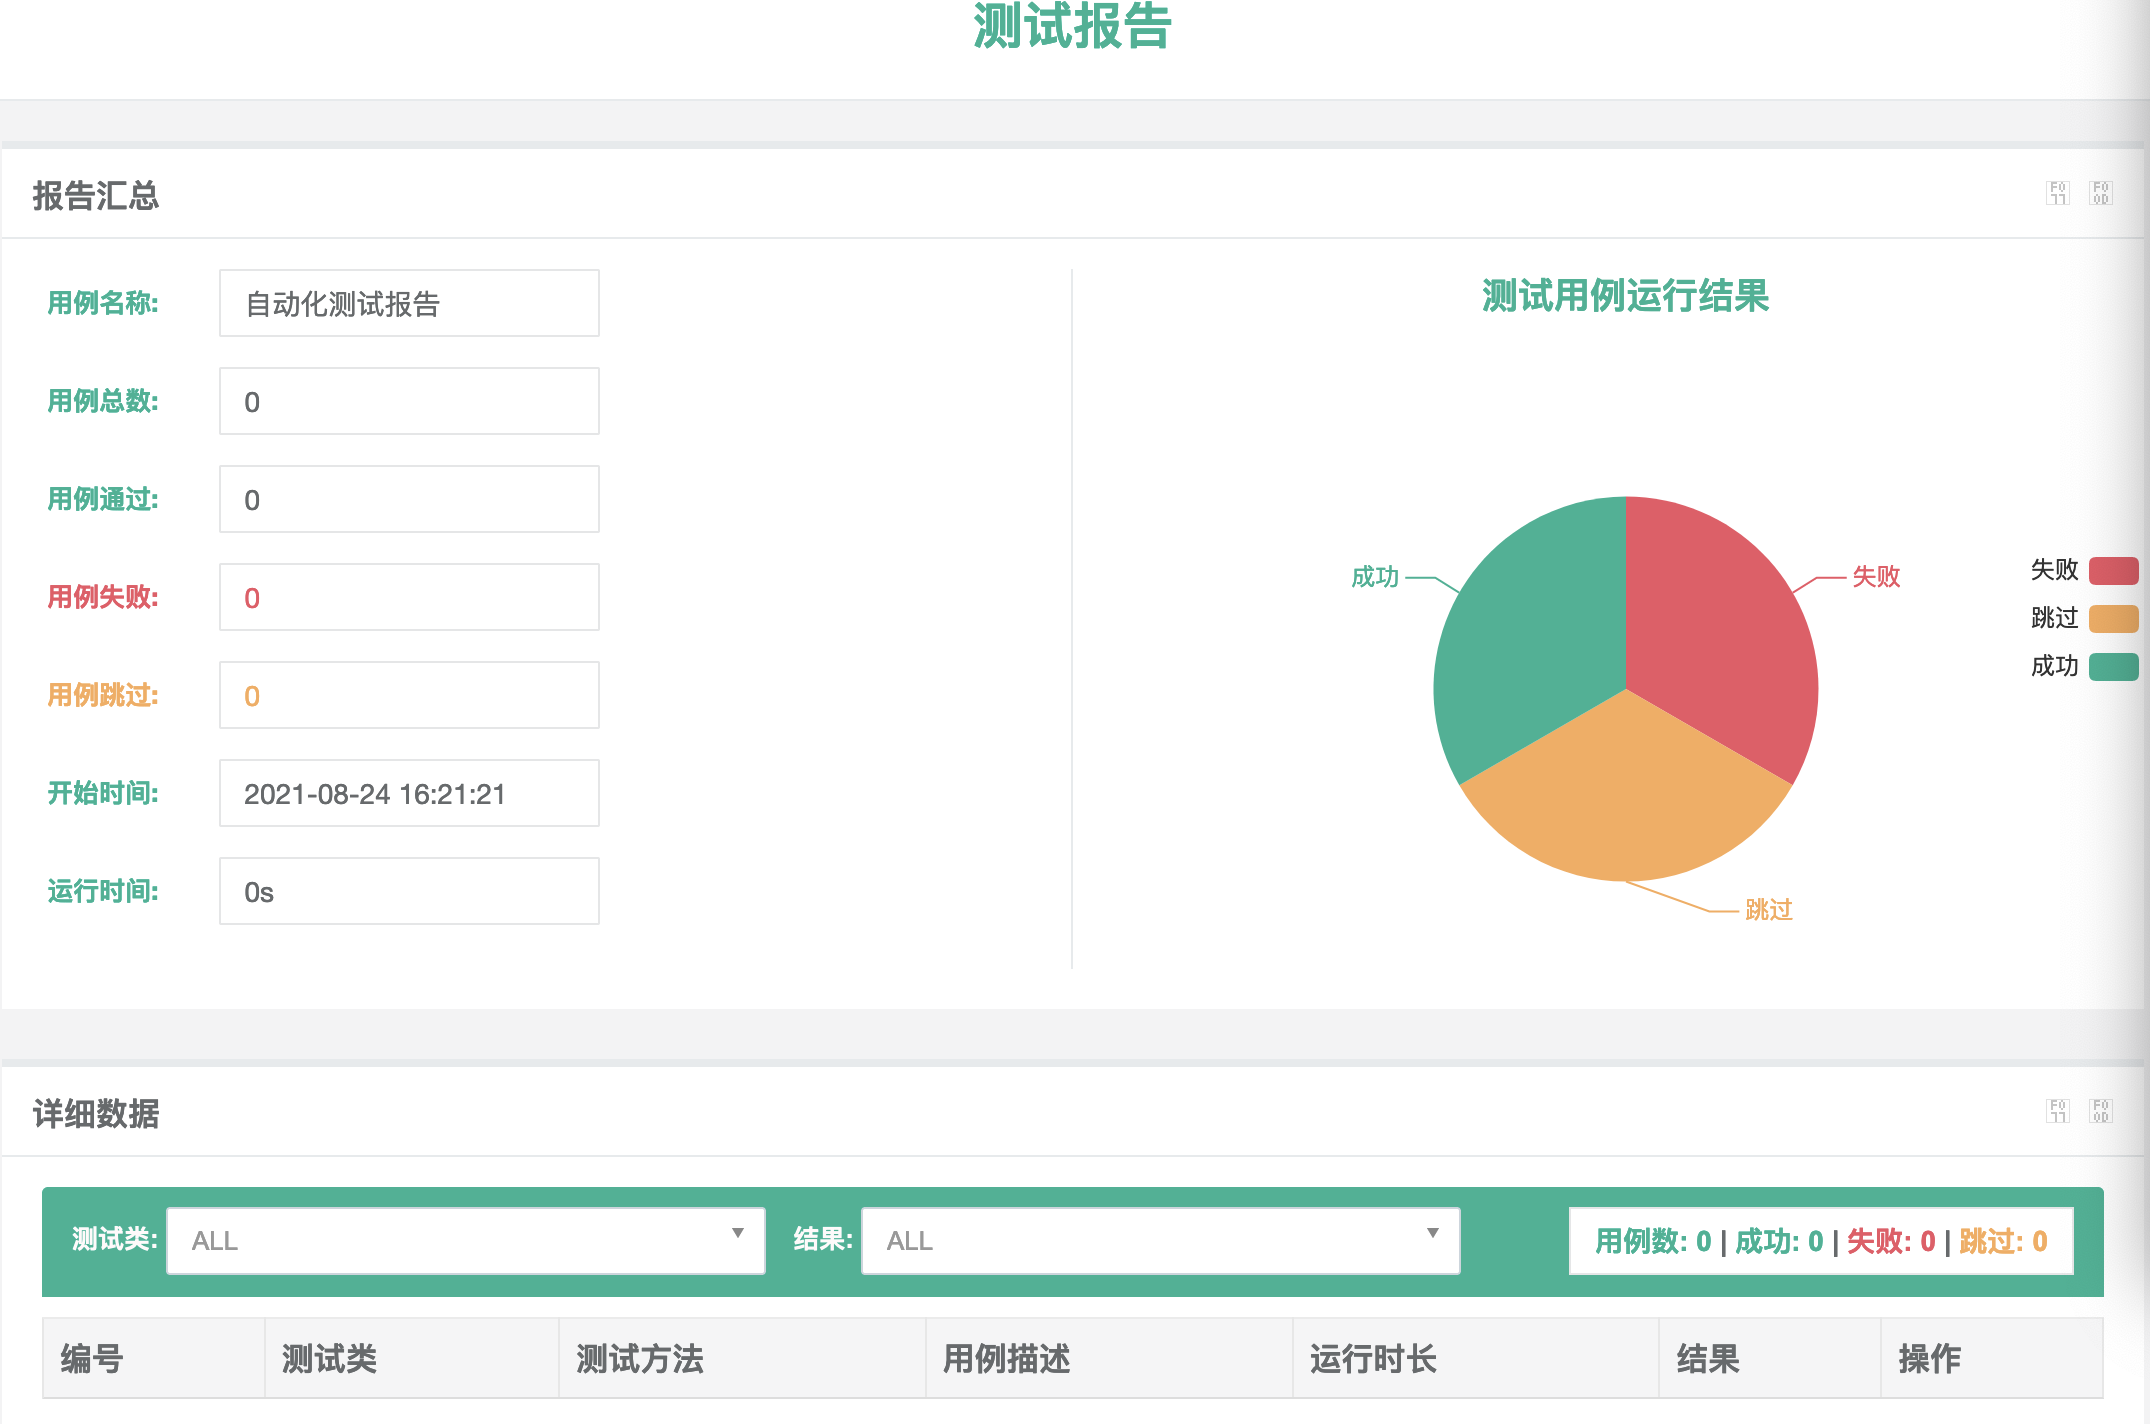 测试报告
报告汇总
用例名称: 自动化测试报告
用例总数: 0
用例通过: 0
用例失败: 0
用例跳过: 0
开始时间: 2021-08-24 16:21:21
运行时间: 0s
测试用例运行结果
成功
失败
跳过
失败
跳过
成功
详细数据
测试类: ALL 结果: ALL 用例数: 0 | 成功: 0 | 失败: 0 | 跳过: 0
编号 测试类 测试方法 用例描述 运行时长 结果 操作